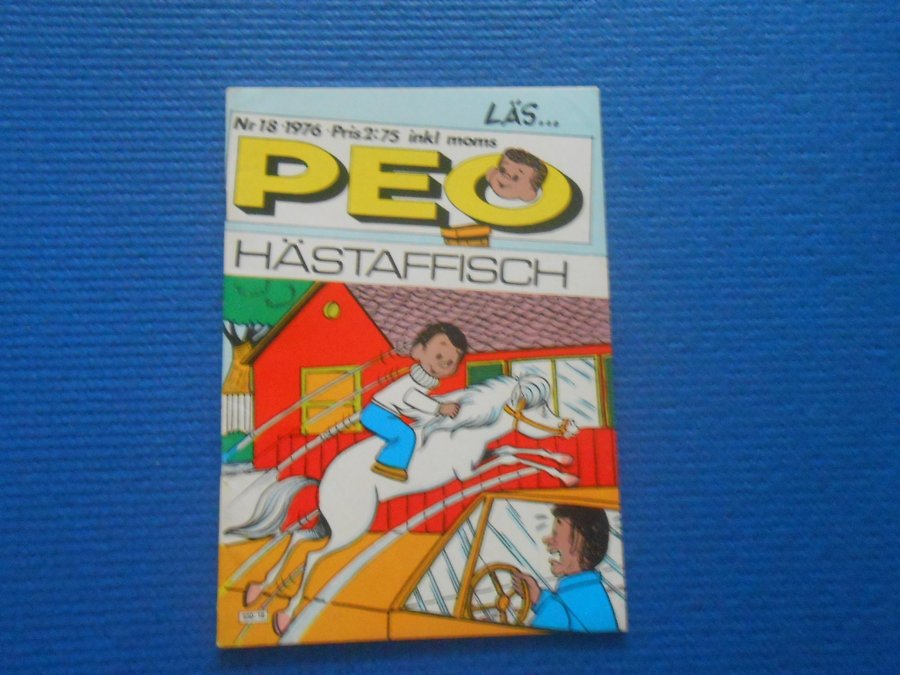 LÄS...
Nr 18 · 1976 · Pris 2:75 inkl moms
PEO
HÄSTAFFISCH